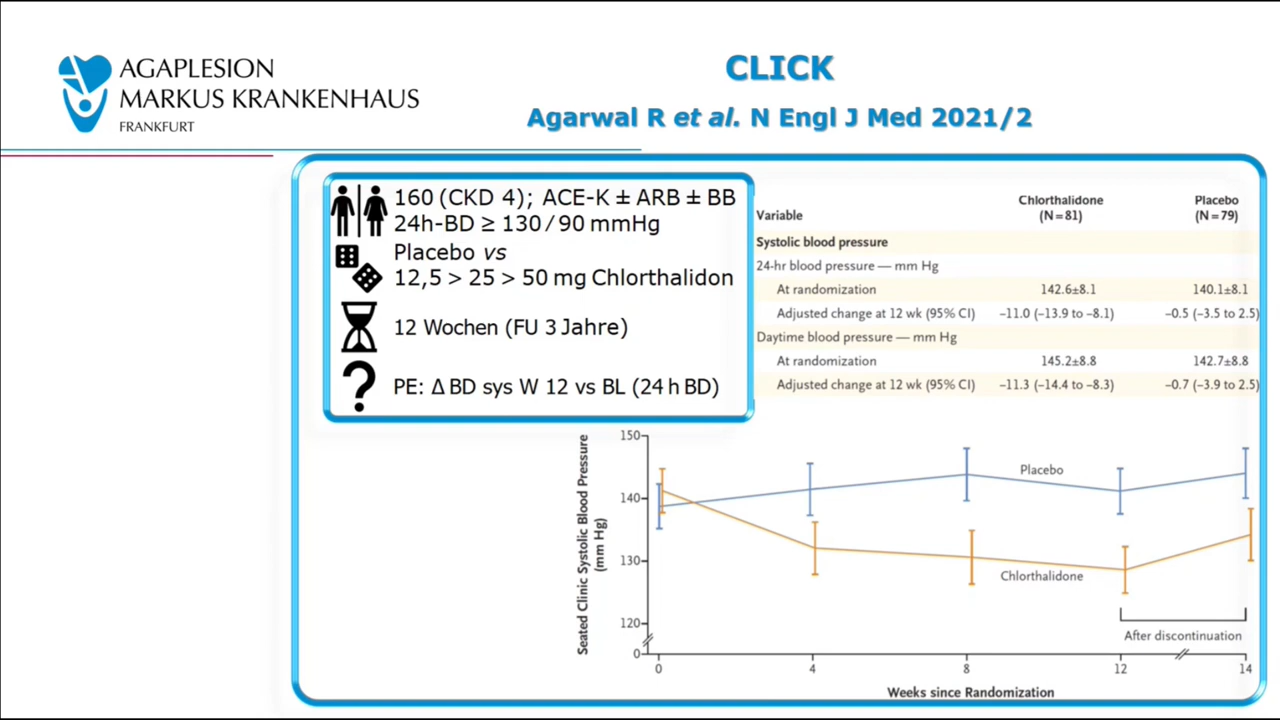 AGAPLESION
MARKUS KRANKENHAUS
FRANKFURT
CLICK
Agarwal R et al. N Engl J Med 2021/2
160 (CKD 4); ACE-K ± ARB ± BB
24h-BD ≥ 130/90 mmHg
Placebo vs
12,5 > 25 > 50 mg Chlorthalidon
12 Wochen (FU 3 Jahre)
PE: Δ BD sys W 12 vs BL (24 h BD)
Variable Chlorthalidone (N=81) Placebo (N=79)
Systolic blood pressure
24-hr blood pressure — mm Hg
At randomization 142.6±8.1 140.1±8.1
Adjusted change at 12 wk (95% CI) −11.0 (−13.9 to −8.1) −0.5 (−3.5 to 2.5)
Daytime blood pressure — mm Hg
At randomization 145.2±8.8 142.7±8.8
Adjusted change at 12 wk (95% CI) −11.3 (−14.4 to −8.3) −0.7 (−3.9 to 2.5)
Seated Clinic Systolic Blood Pressure
(mm Hg)
150
140
130
120
0
Placebo
Chlorthalidone
After discontinuation
0 4 8 12 14
Weeks since Randomization